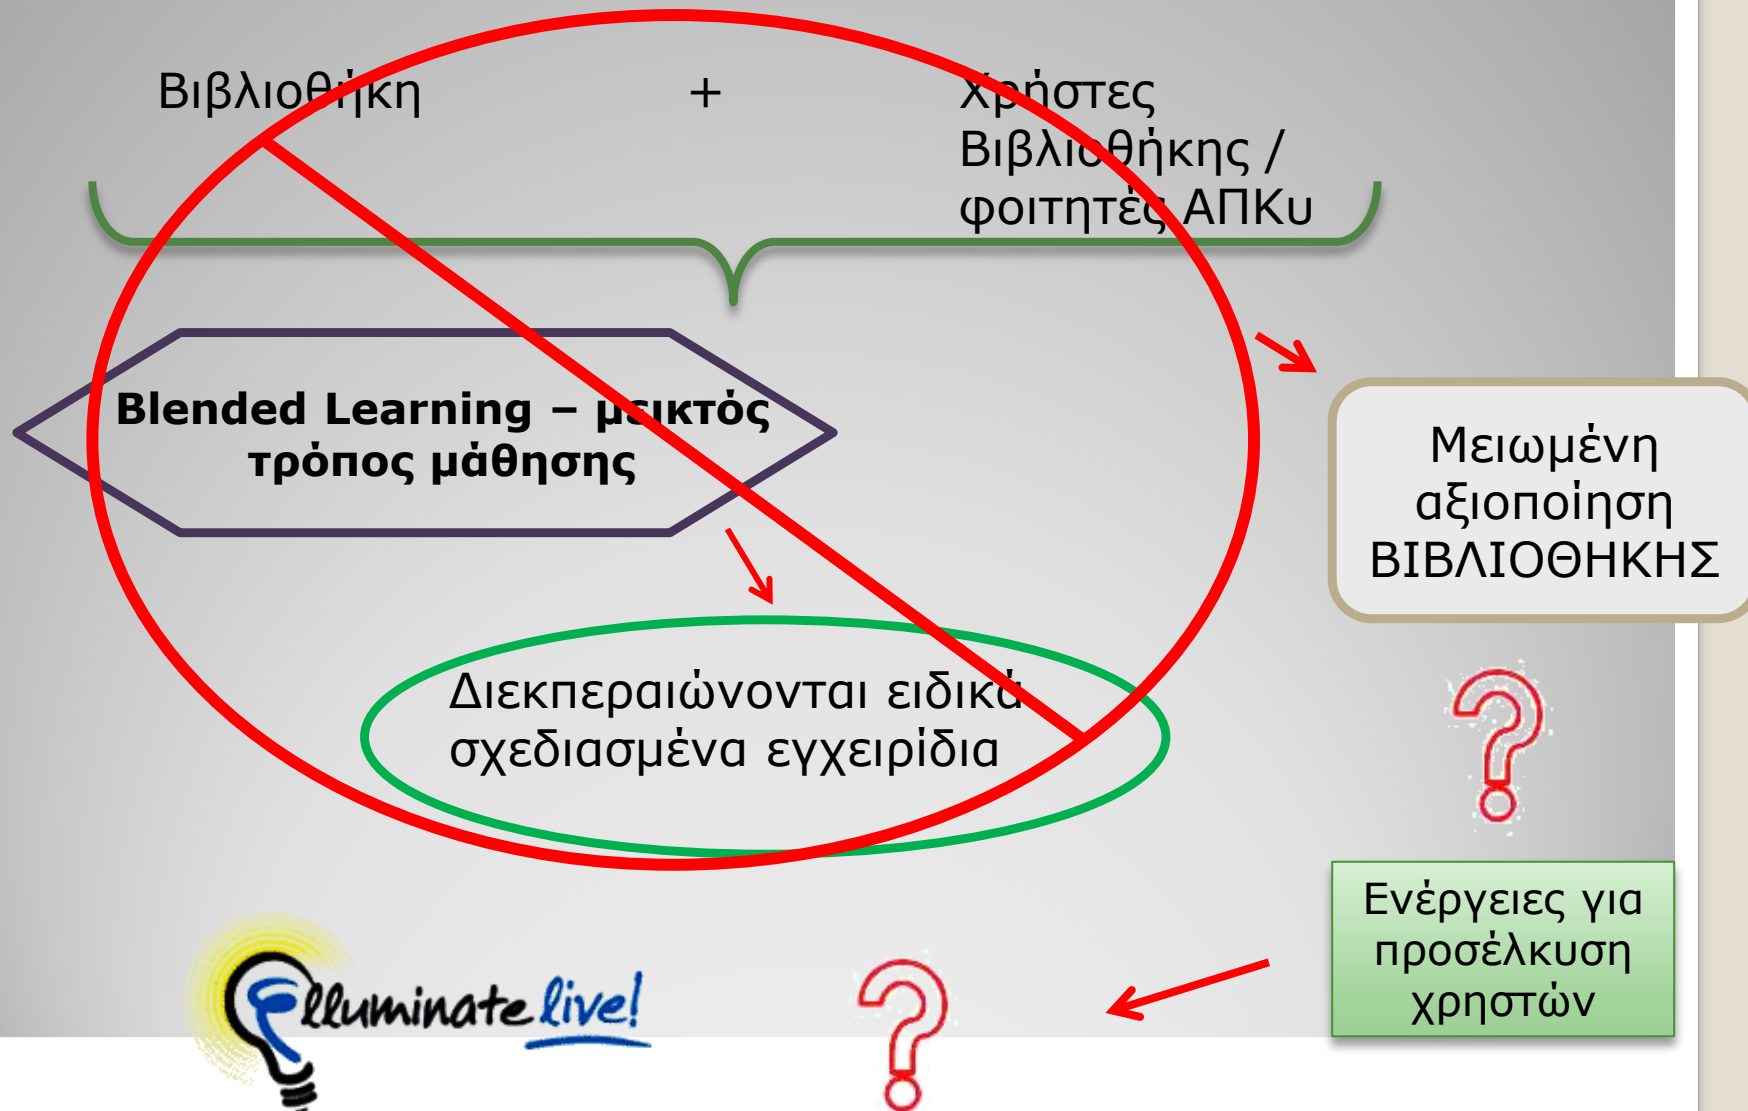 Βιβλιοθήκη + Χρήστες
Βιβλιοθήκης /
φοιτητές ΑΠΚυ
Blended Learning – μεικτός
τρόπος μάθησης
Μειωμένη
αξιοποίηση
ΒΙΒΛΙΟΘΗΚΗΣ
Διεκπεραιώνονται ειδικά
σχεδιασμένα εγχειρίδια
Ενέργειες για
προσέλκυση
χρηστών
Elluminate live!